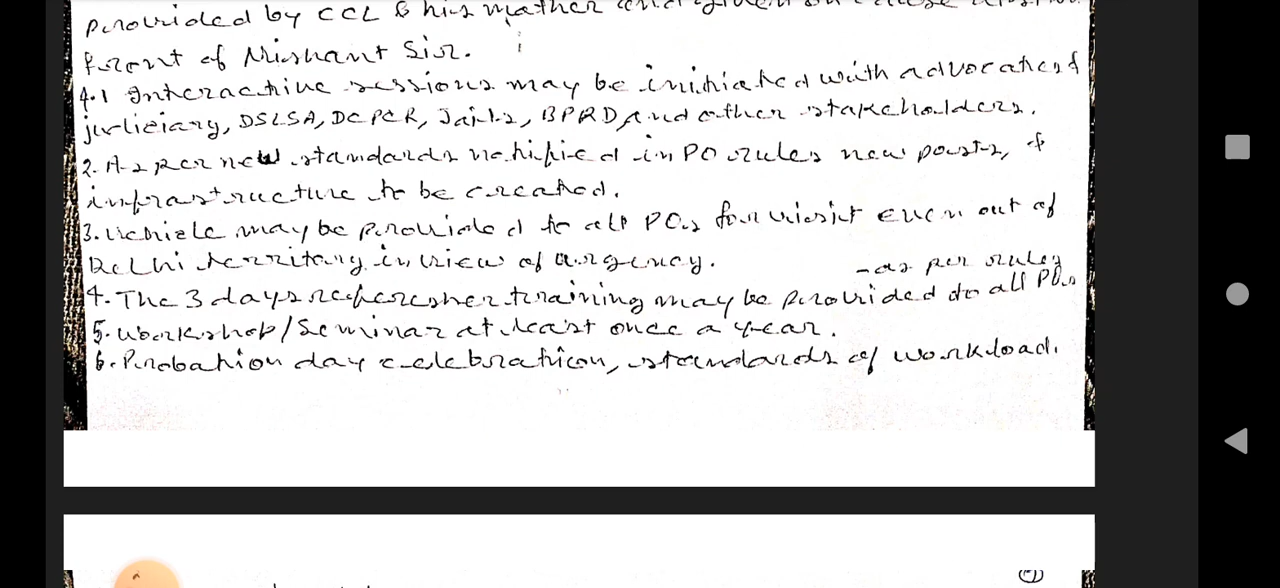 provided by CCL & his mother
front of Nishant Sir.
4.1 Interactive sessions may be initiated with advocates &
judiciary, DSLSA, DCPCR, Jails, BPRD, and other stakeholders.
2. As per new standards notified in PO rules new posts, &
infrastructure to be created.
3. Vehicle may be provided to all POs for visit even out of
Delhi territory in view of urgency.
- as per rules
4. The 3 days refresher training may be provided to all POs
5. Workshop/Seminar at least once a year.
6. Probation day celebration, standards of workload.